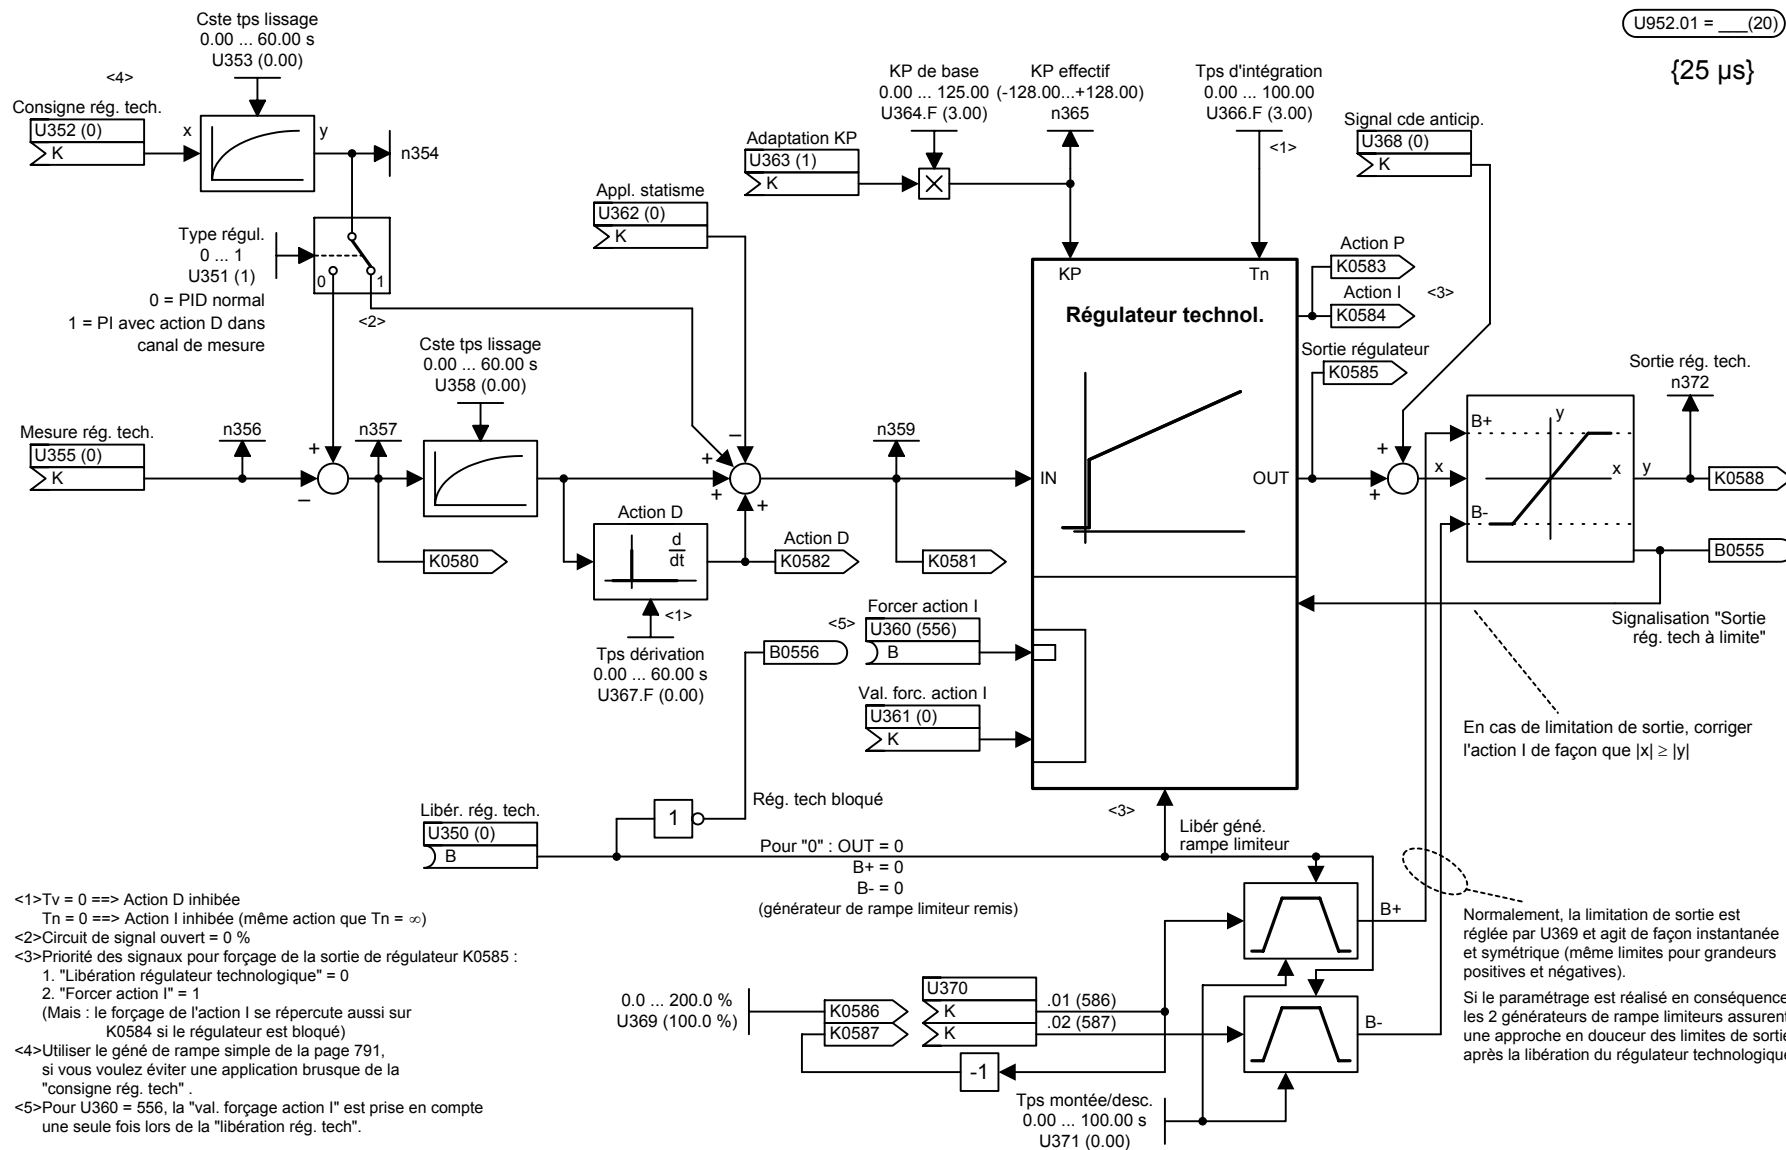 U952.01 = ___(20)
{25 µs}
Cste tps lissage
0.00 ... 60.00 s
U353 (0.00)
<4>
Consigne rég. tech.
U352 (0)
K
x
y
n354
Type régul.
0 ... 1
U351 (1)
0 = PID normal
1 = PI avec action D dans
canal de mesure
0
1
<2>
Cste tps lissage
0.00 ... 60.00 s
U358 (0.00)
Mesure rég. tech.
U355 (0)
K
n356
+
–
n357
K0580
Appl. statisme
U362 (0)
K
–
+
+
+
Action D
d
dt
Action D
K0582
<1>
Tps dérivation
0.00 ... 60.00 s
U367.F (0.00)
n359
K0581
Adaptation KP
U363 (1)
K
KP de base
0.00 ... 125.00
U364.F (3.00)
KP effectif
(-128.00...+128.00)
n365
Tps d'intégration
0.00 ... 100.00
U366.F (3.00)
<1>
Signal cde anticip.
U368 (0)
K
KP
Tn
Régulateur technol.
IN
OUT
Action P
K0583
Action I
K0584
<3>
Sortie régulateur
K0585
+
+
x
B+
B-
y
x
y
Sortie rég. tech.
n372
K0588
B0555
Signalisation "Sortie
rég. tech à limite"
En cas de limitation de sortie, corriger
l'action I de façon que |x| ≥ |y|
B0556
<5>
Forcer action I
U360 (556)
B
Val. forc. action I
U361 (0)
K
Libér. rég. tech.
U350 (0)
B
1
Rég. tech bloqué
Pour "0" : OUT = 0
B+ = 0
B- = 0
(générateur de rampe limiteur remis)
<3>
Libér géné.
rampe limiteur
B+
B-
0.0 ... 200.0 %
U369 (100.0 %)
K0586
K0587
U370
K
K
.01 (586)
.02 (587)
-1
Tps montée/desc.
0.00 ... 100.00 s
U371 (0.00)
Normalement, la limitation de sortie est
réglée par U369 et agit de façon instantanée
et symétrique (même limites pour grandeurs
positives et négatives).
Si le paramétrage est réalisé en conséquence
les 2 générateurs de rampe limiteurs assurent
une approche en douceur des limites de sortie
après la libération du régulateur technologique
<1>Tv = 0 ==> Action D inhibée
Tn = 0 ==> Action I inhibée (même action que Tn = ∞)
<2>Circuit de signal ouvert = 0 %
<3>Priorité des signaux pour forçage de la sortie de régulateur K0585 :
1. "Libération régulateur technologique" = 0
2. "Forcer action I" = 1
(Mais : le forçage de l'action I se répercute aussi sur
K0584 si le régulateur est bloqué)
<4>Utiliser le géné de rampe simple de la page 791,
si vous voulez éviter une application brusque de la
"consigne rég. tech" .
<5>Pour U360 = 556, la "val. forçage action I" est prise en compte
une seule fois lors de la "libération rég. tech".